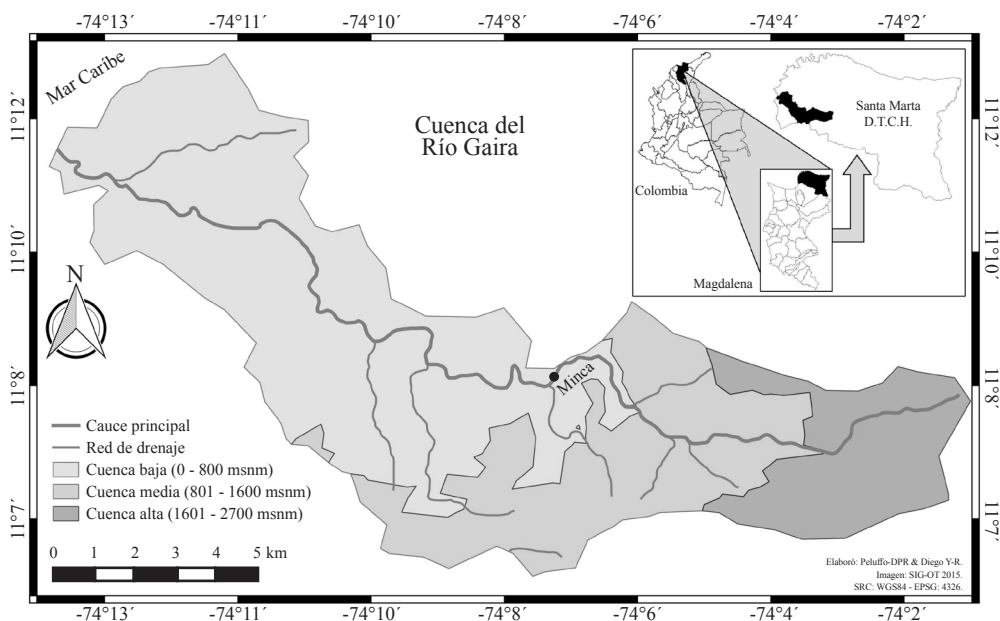 -74°13´ -74°11´ -74°10´ -74°8´ -74°6´ -74°4´ -74°2´
Mar Caribe
11°12´
11°12´
Cuenca del
Río Gaira
Santa Marta
D.T.C.H.
Colombia
Magdalena
11°10´
11°10´
N
11°8´
11°8´
Minca
Cauce principal
Red de drenaje
Cuenca baja (0 - 800 msnm)
Cuenca media (801 - 1600 msnm)
Cuenca alta (1601 - 2700 msnm)
11°7´
11°7´
0 1 2 3 4 5 km
Elaboró: Peluffo-DPR & Diego Y-R.
Imagen: SIG-OT 2015.
SRC: WGS84 - EPSG: 4326.
-74°13´ -74°11´ -74°10´ -74°8´ -74°6´ -74°4´ -74°2´